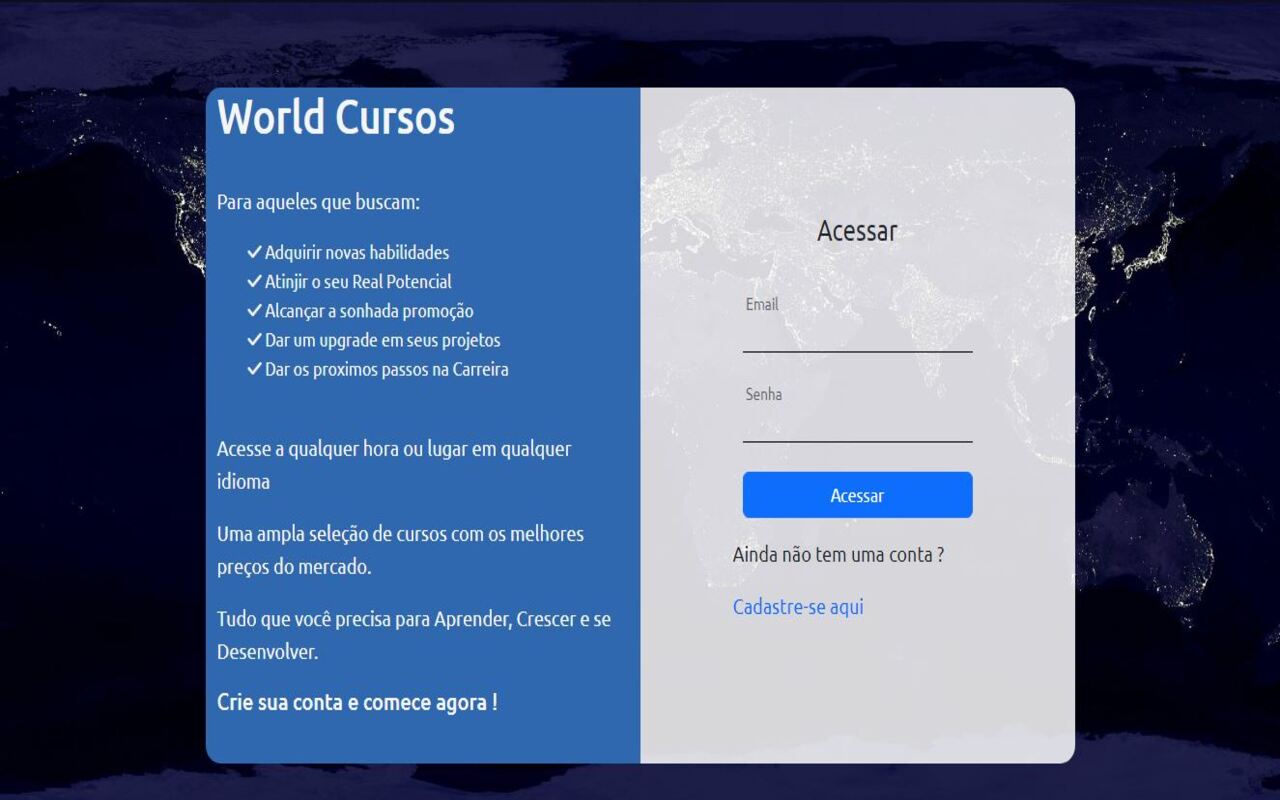 World Cursos
Para aqueles que buscam:
Adquirir novas habilidades
Atinjir o seu Real Potencial
Alcançar a sonhada promoção
Dar um upgrade em seus projetos
Dar os proximos passos na Carreira
Acesse a qualquer hora ou lugar em qualquer
idioma
Uma ampla seleção de cursos com os melhores
preços do mercado.
Tudo que você precisa para Aprender, Crescer e se
Desenvolver.
Crie sua conta e comece agora !
Acessar
Email
Senha
Acessar
Ainda não tem uma conta ?
Cadastre-se aqui